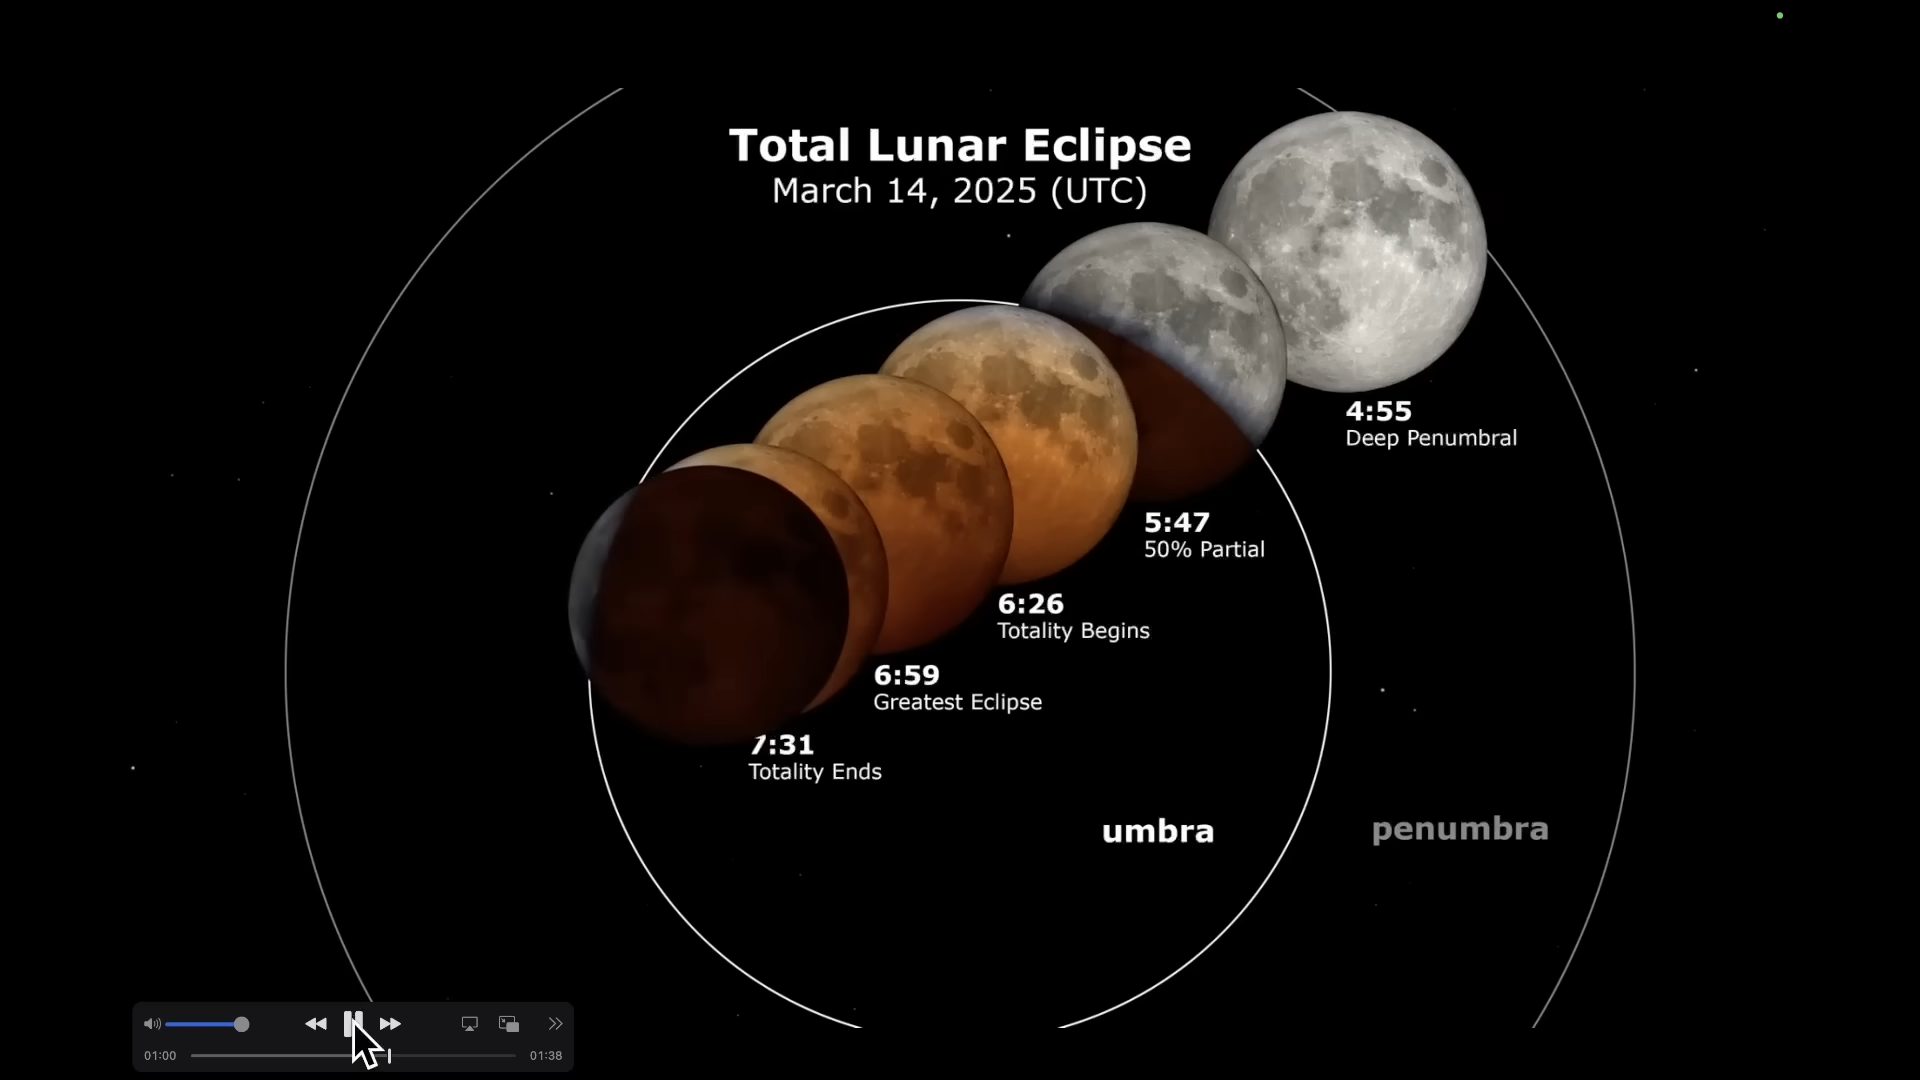 Total Lunar Eclipse
March 14, 2025 (UTC)
4:55
Deep Penumbral
5:47
50% Partial
6:26
Totality Begins
6:59
Greatest Eclipse
7:31
Totality Ends
umbra
penumbra
01:00
01:38